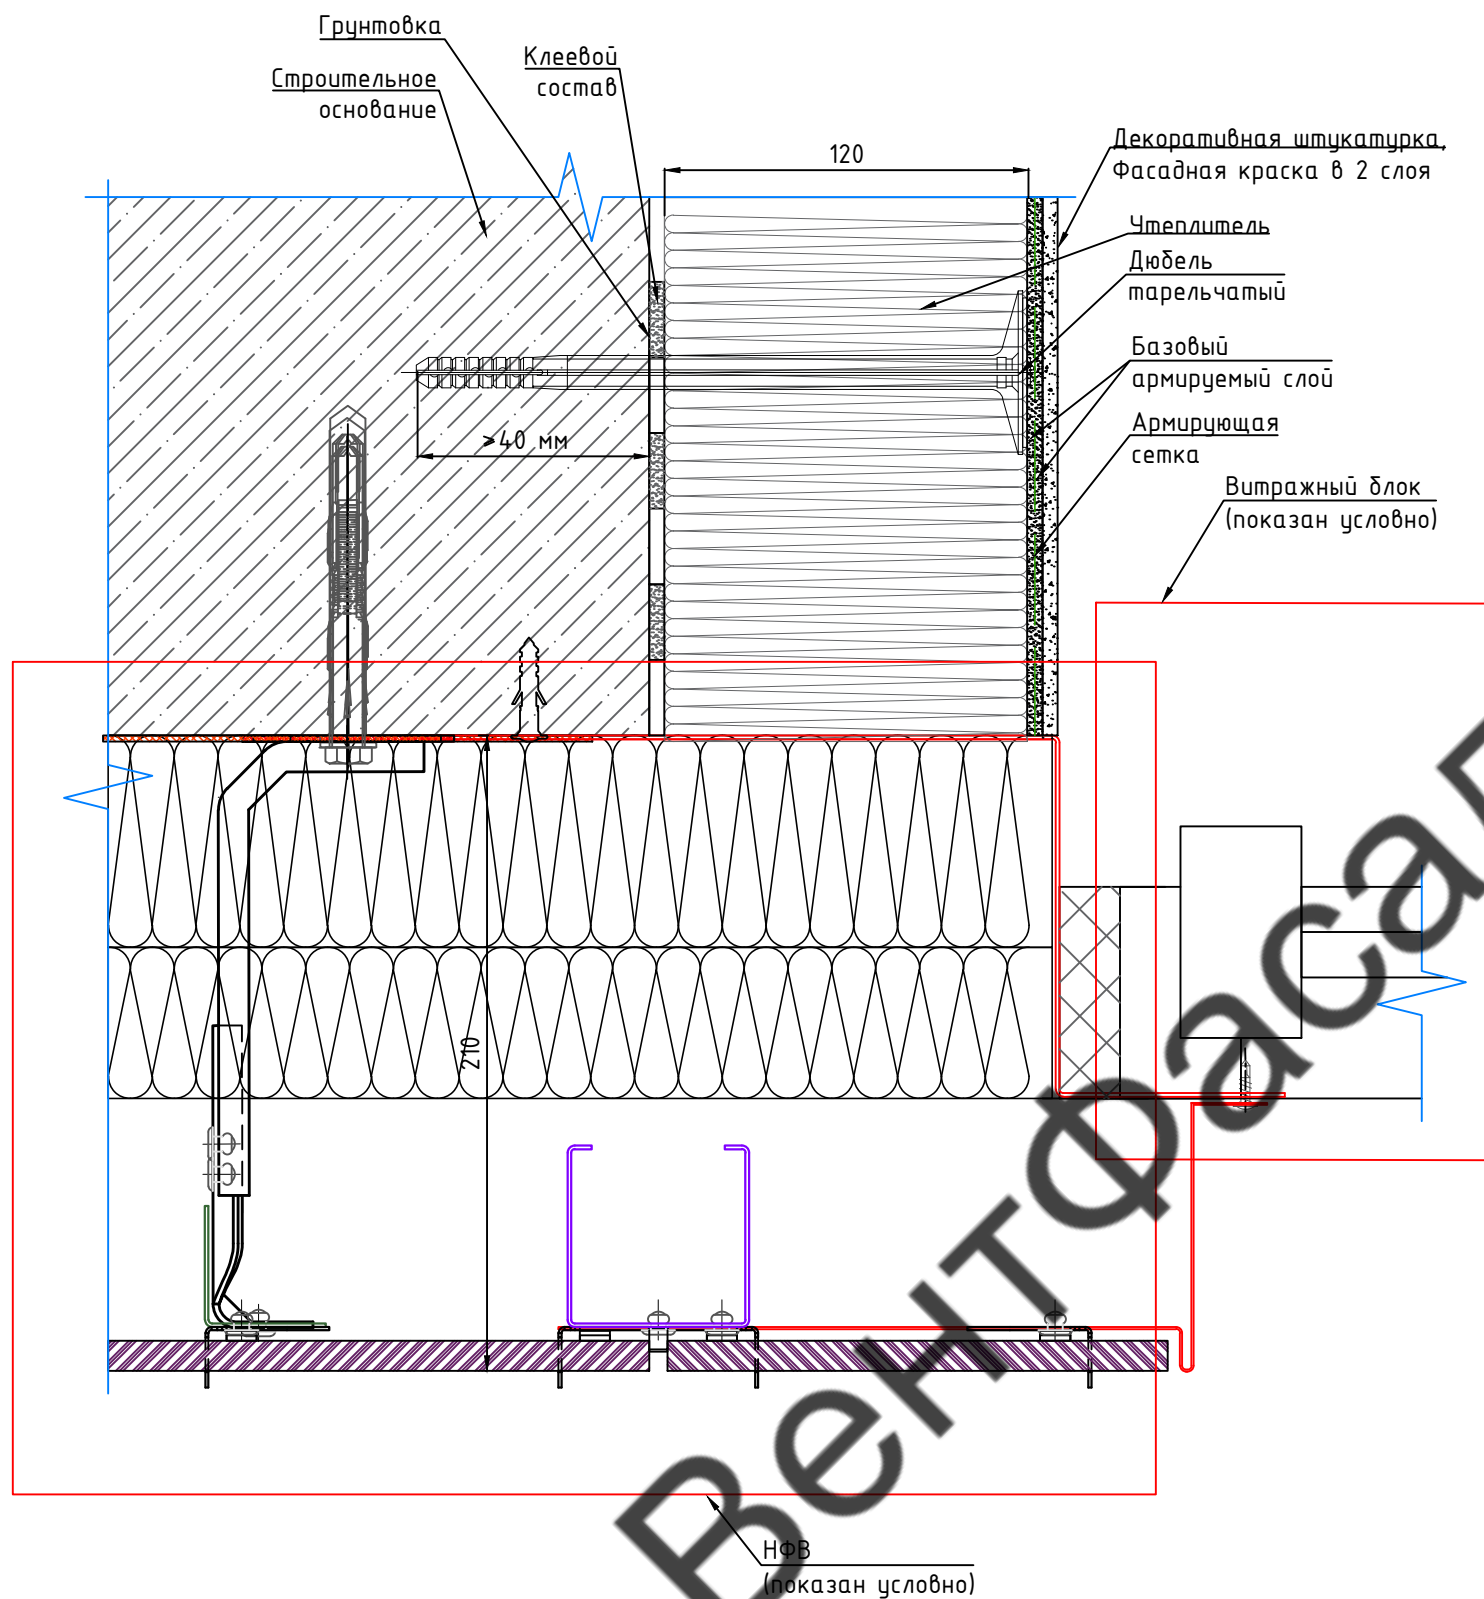 Грунтовка
Строительное
основание
Клеевой
состав
120
Декоративная штукатурка,
Фасадная краска в 2 слоя
Утеплитель
Дюбель
тарельчатый
Базовый
армируемый слой
Армирующая
сетка
Витражный блок
(показан условно)
≥40 мм
210
НФВ
(показан условно)
ВентФасад